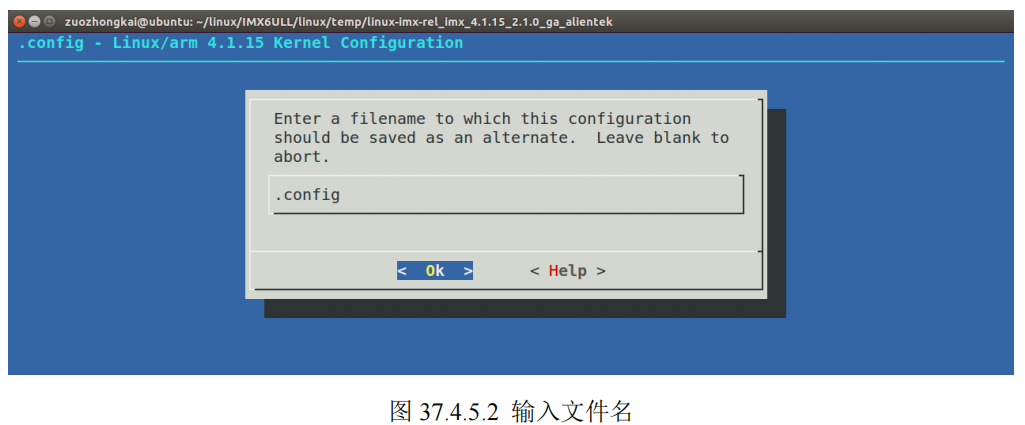 zuozhongkai@ubuntu: ~/linux/IMX6ULL/linux/temp/linux-imx-rel_imx_4.1.15_2.1.0_ga_alientek
.config - Linux/arm 4.1.15 Kernel Configuration
Enter a filename to which this configuration
should be saved as an alternate.  Leave blank to
abort.
.config
<  Ok  >      < Help >
图 37.4.5.2 输入文件名